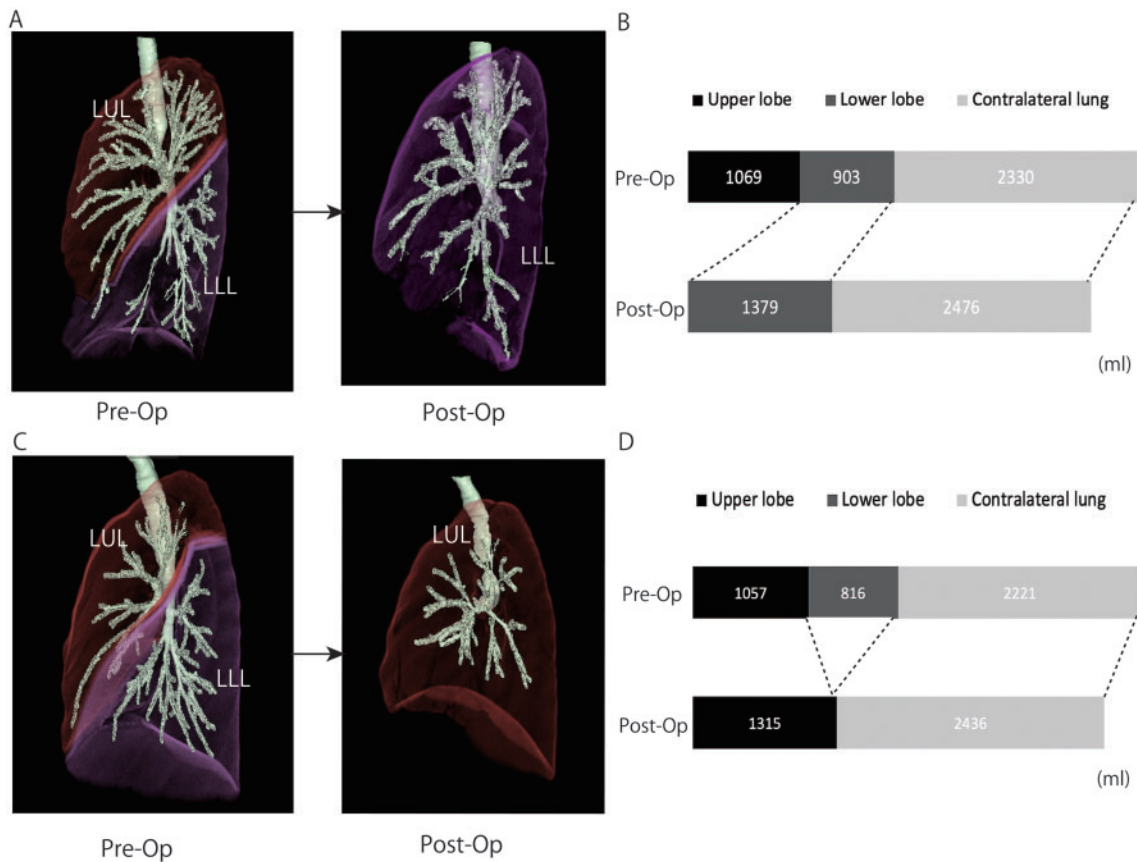 A
LUL
LLL
Pre-Op
LLL
Post-Op
B
Upper lobe Lower lobe Contralateral lung
Pre-Op 1069 903 2330
Post-Op 1379 2476
(ml)
C
LUL
LLL
Pre-Op
LUL
Post-Op
D
Upper lobe Lower lobe Contralateral lung
Pre-Op 1057 816 2221
Post-Op 1315 2436
(ml)